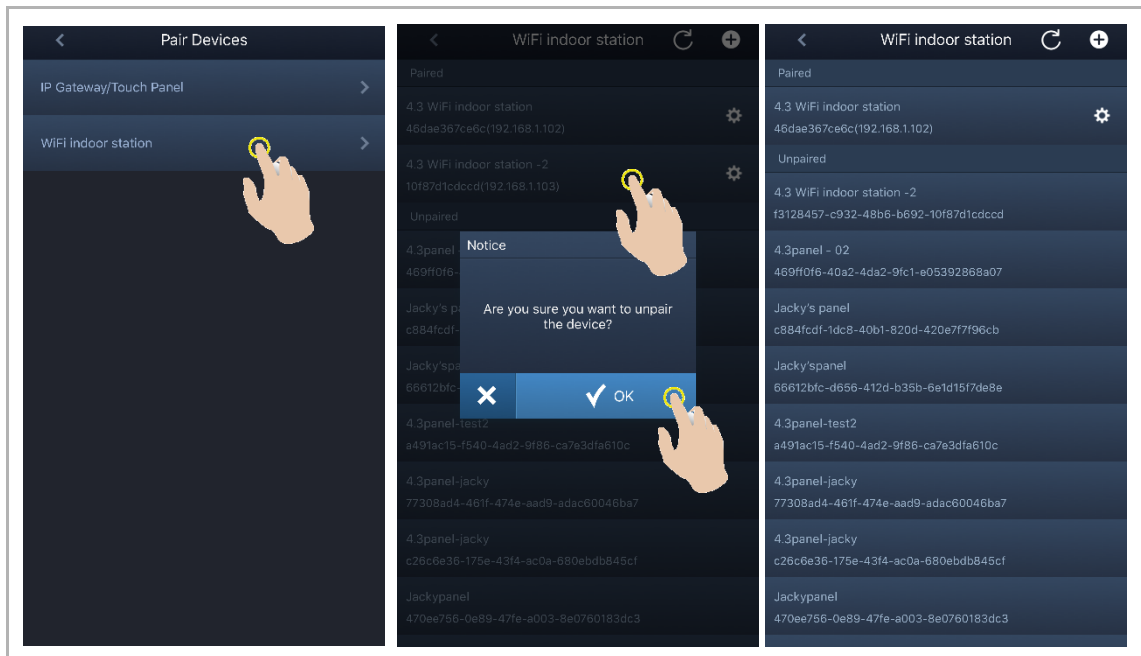 Pair Devices
IP Gateway/Touch Panel
WiFi indoor station
WiFi indoor station
Paired
4.3 WiFi indoor station
46dae367ce6c(192.168.1.102)
4.3 WiFi indoor station -2
10f87d1cdccd(192.168.1.103)
Unpaired
4.3panel
469ff0f6-
Jacky's p
c884fcdf-
Jacky'spa
66612bfc-
Notice
Are you sure you want to unpair
the device?
OK
4.3panel-test2
a491ac15-f540-4ad2-9f86-ca7e3dfa610c
4.3panel-jacky
77308ad4-461f-474e-aad9-adac60046ba7
4.3panel-jacky
c26c6e36-175e-43f4-ac0a-680ebdb845cf
Jackypanel
470ee756-0e89-47fe-a003-8e0760183dc3
WiFi indoor station
Paired
4.3 WiFi indoor station
46dae367ce6c(192.168.1.102)
Unpaired
4.3 WiFi indoor station -2
f3128457-c932-48b6-b692-10f87d1cdccd
4.3panel - 02
469ff0f6-40a2-4da2-9fc1-e05392868a07
Jacky's panel
c884fcdf-1dc8-40b1-820d-420e7f7f96cb
Jacky'spanel
66612bfc-d656-412d-b35b-6e1d15f7de8e
4.3panel-test2
a491ac15-f540-4ad2-9f86-ca7e3dfa610c
4.3panel-jacky
77308ad4-461f-474e-aad9-adac60046ba7
4.3panel-jacky
c26c6e36-175e-43f4-ac0a-680ebdb845cf
Jackypanel
470ee756-0e89-47fe-a003-8e0760183dc3